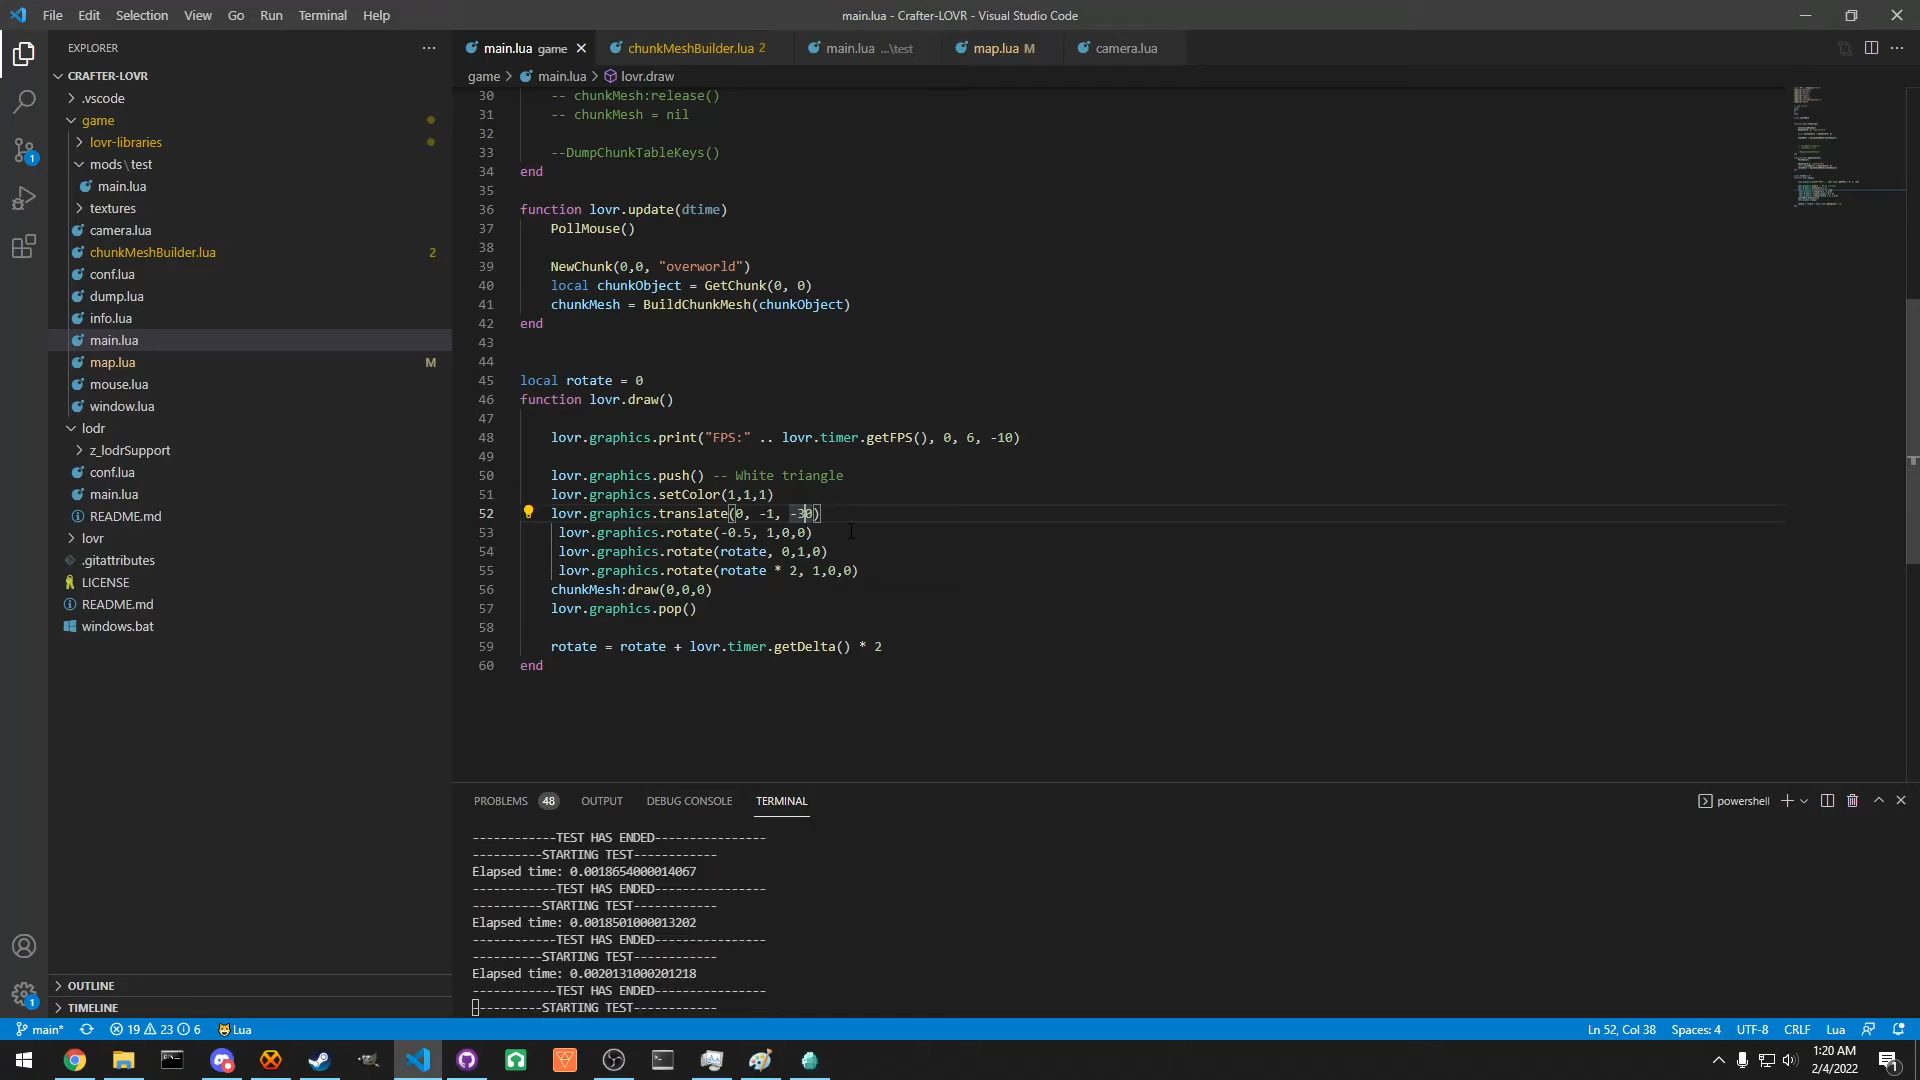 File Edit Selection View Go Run Terminal Help
main.lua - Crafter-LOVR - Visual Studio Code
EXPLORER
CRAFTER-LOVR
.vscode
game
lovr-libraries
mods\test
main.lua
textures
camera.lua
chunkMeshBuilder.lua 2
conf.lua
dump.lua
info.lua
main.lua
map.lua M
mouse.lua
window.lua
lodr
z_lodrSupport
conf.lua
main.lua
README.md
lovr
.gitattributes
LICENSE
README.md
windows.bat
OUTLINE
TIMELINE
1
1
main.lua game chunkMeshBuilder.lua 2 main.lua ...\test map.lua M camera.lua
game > main.lua > lovr.draw
30 -- chunkMesh:release()
31 -- chunkMesh = nil
32
33 --DumpChunkTableKeys()
34 end
35
36 function lovr.update(dtime)
37 PollMouse()
38
39 NewChunk(0,0, "overworld")
40 local chunkObject = GetChunk(0, 0)
41 chunkMesh = BuildChunkMesh(chunkObject)
42 end
43
44
45 local rotate = 0
46 function lovr.draw()
47
48 lovr.graphics.print("FPS:" .. lovr.timer.getFPS(), 0, 6, -10)
49
50 lovr.graphics.push() -- White triangle
51 lovr.graphics.setColor(1,1,1)
52 lovr.graphics.translate(0, -1, -30)
53 lovr.graphics.rotate(-0.5, 1,0,0)
54 lovr.graphics.rotate(rotate, 0,1,0)
55 lovr.graphics.rotate(rotate * 2, 1,0,0)
56 chunkMesh:draw(0,0,0)
57 lovr.graphics.pop()
58
59 rotate = rotate + lovr.timer.getDelta() * 2
60 end
PROBLEMS 48 OUTPUT DEBUG CONSOLE TERMINAL
powershell
------------TEST HAS ENDED----------------
----------STARTING TEST------------
Elapsed time: 0.0018654000014067
------------TEST HAS ENDED----------------
----------STARTING TEST------------
Elapsed time: 0.0018501000013202
------------TEST HAS ENDED----------------
----------STARTING TEST------------
Elapsed time: 0.0020131000201218
------------TEST HAS ENDED----------------
----------STARTING TEST------------
main* 19 23 6 Lua
Ln 52, Col 38 Spaces: 4 UTF-8 CRLF Lua
1:20 AM
2/4/2022
1